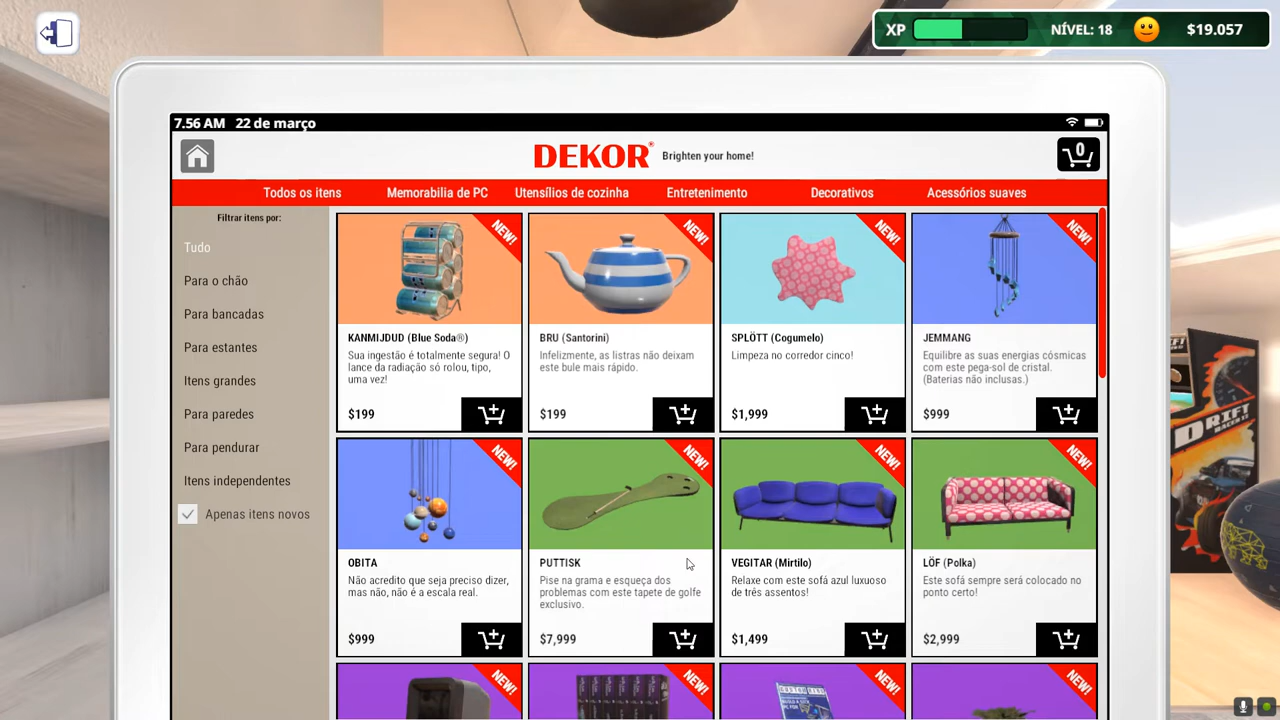 XP
NÍVEL: 18
$19.057
7.56 AM 22 de março
DEKOR®
Brighten your home!
0
Todos os itens
Memorabilia de PC
Utensílios de cozinha
Entretenimento
Decorativos
Acessórios suaves
Filtrar itens por:
Tudo
Para o chão
Para bancadas
Para estantes
Itens grandes
Para paredes
Para pendurar
Itens independentes
Apenas itens novos
NEW!
KANMIJDUD (Blue Soda®)
Sua ingestão é totalmente segura! O
lance da radiação só rolou, tipo,
uma vez!
$199
NEW!
BRU (Santorini)
Infelizmente, as listras não deixam
este bule mais rápido.
$199
NEW!
SPLÖTT (Cogumelo)
Limpeza no corredor cinco!
$1,999
NEW!
JEMMANG
Equilibre as suas energias cósmicas
com este pega-sol de cristal.
(Baterias não inclusas.)
$999
NEW!
OBITA
Não acredito que seja preciso dizer,
mas não, não é a escala real.
$999
NEW!
PUTTISK
Pise na grama e esqueça dos
problemas com este tapete de golfe
exclusivo.
$7,999
NEW!
VEGITAR (Mirtilo)
Relaxe com este sofá azul luxuoso
de três assentos!
$1,499
NEW!
LÖF (Polka)
Este sofá sempre será colocado no
ponto certo!
$2,999
NEW!
NEW!
NEW!
NEW!
DRIFT
RACER